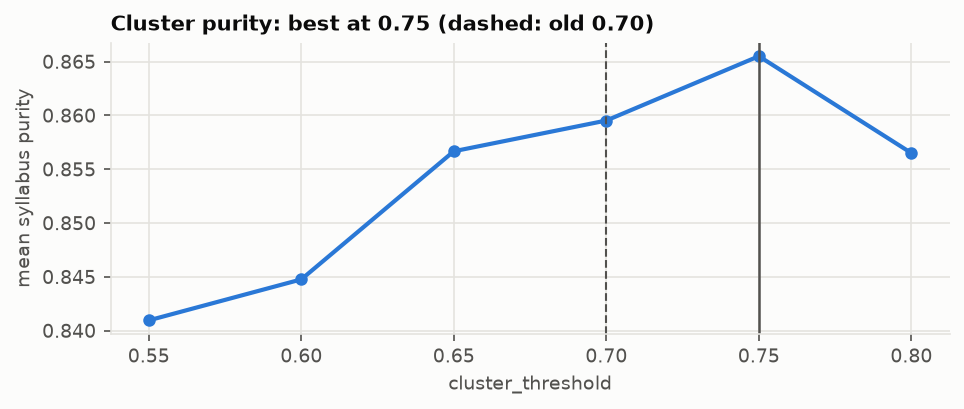 Cluster purity: best at 0.75 (dashed: old 0.70)
mean syllabus purity
0.865
0.860
0.855
0.850
0.845
0.840
0.55 0.60 0.65 0.70 0.75 0.80
cluster_threshold